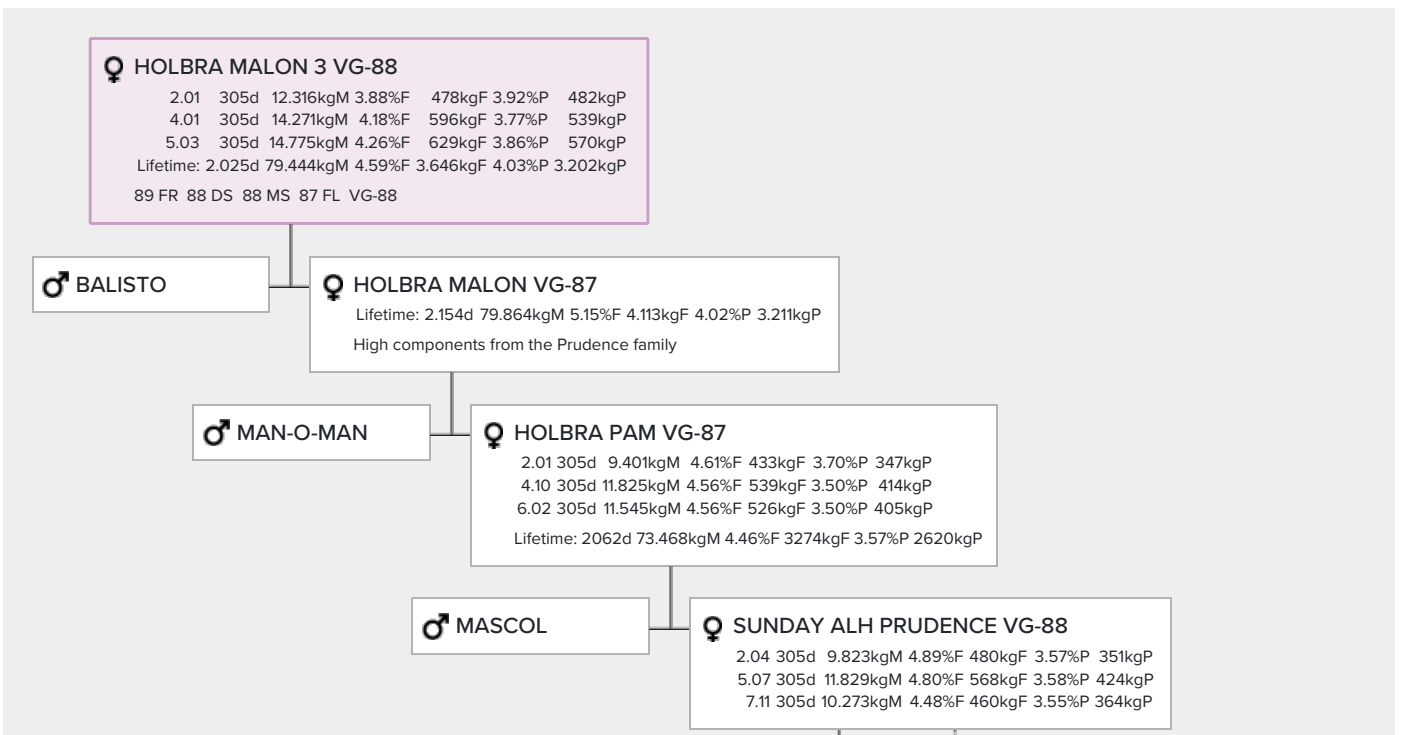 HOLBRA MALON 3 VG-88
2.01 305d 12.316kgM 3.88%F 478kgF 3.92%P 482kgP
4.01 305d 14.271kgM 4.18%F 596kgF 3.77%P 539kgP
5.03 305d 14.775kgM 4.26%F 629kgF 3.86%P 570kgP
Lifetime: 2.025d 79.444kgM 4.59%F 3.646kgF 4.03%P 3.202kgP
89 FR 88 DS 88 MS 87 FL VG-88
BALISTO
HOLBRA MALON VG-87
Lifetime: 2.154d 79.864kgM 5.15%F 4.113kgF 4.02%P 3.211kgP
High components from the Prudence family
MAN-O-MAN
HOLBRA PAM VG-87
2.01 305d 9.401kgM 4.61%F 433kgF 3.70%P 347kgP
4.10 305d 11.825kgM 4.56%F 539kgF 3.50%P 414kgP
6.02 305d 11.545kgM 4.56%F 526kgF 3.50%P 405kgP
Lifetime: 2062d 73.468kgM 4.46%F 3274kgF 3.57%P 2620kgP
MASCOL
SUNDAY ALH PRUDENCE VG-88
2.04 305d 9.823kgM 4.89%F 480kgF 3.57%P 351kgP
5.07 305d 11.829kgM 4.80%F 568kgF 3.58%P 424kgP
7.11 305d 10.273kgM 4.48%F 460kgF 3.55%P 364kgP